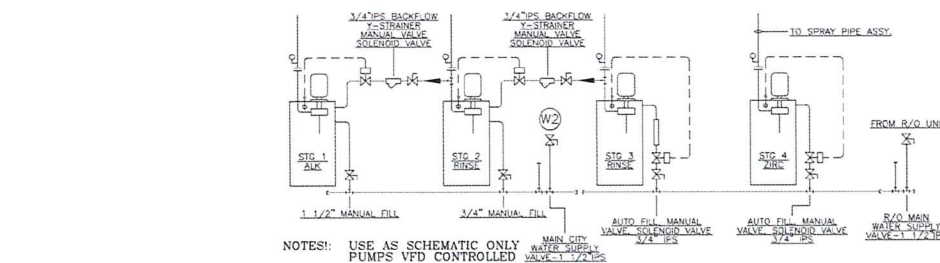 3/4"IPS BACKFLOW
Y-STRAINER
MANUAL VALVE
SOLENOID VALVE
3/4"IPS BACKFLOW
Y-STRAINER
MANUAL VALVE
SOLENOID VALVE
TO SPRAY PIPE ASSY.
W2
FROM R/O UNI
STG 1
ALK
STG 2
RINSE
STG 3
RINSE
STG 4
ZIRC
1 1/2" MANUAL FILL
3/4" MANUAL FILL
MAIN CITY
WATER SUPPLY
VALVE-1 1/2"IPS
AUTO FILL, MANUAL
VALVE, SOLENOID VALVE
3/4" IPS
AUTO FILL, MANUAL
VALVE, SOLENOID VALVE
3/4" IPS
R/O MAIN
WATER SUPPLY
VALVE-1 1/2"IP
NOTES!: USE AS SCHEMATIC ONLY
PUMPS VFD CONTROLLED